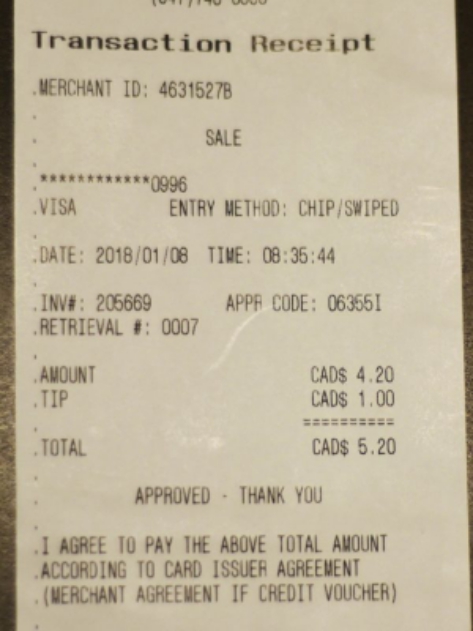 Transaction Receipt
.MERCHANT ID: 4631527B
.
.
SALE
.
.************0996
.VISA ENTRY METHOD: CHIP/SWIPED
.
.DATE: 2018/01/08 TIME: 08:35:44
.
.INV#: 205669 APPR CODE: 06355I
.RETRIEVAL #: 0007
.
.AMOUNT CAD$ 4.20
.TIP CAD$ 1.00
. ==========
.TOTAL CAD$ 5.20
.
. APPROVED - THANK YOU
.
.I AGREE TO PAY THE ABOVE TOTAL AMOUNT
.ACCORDING TO CARD ISSUER AGREEMENT
.(MERCHANT AGREEMENT IF CREDIT VOUCHER)
.